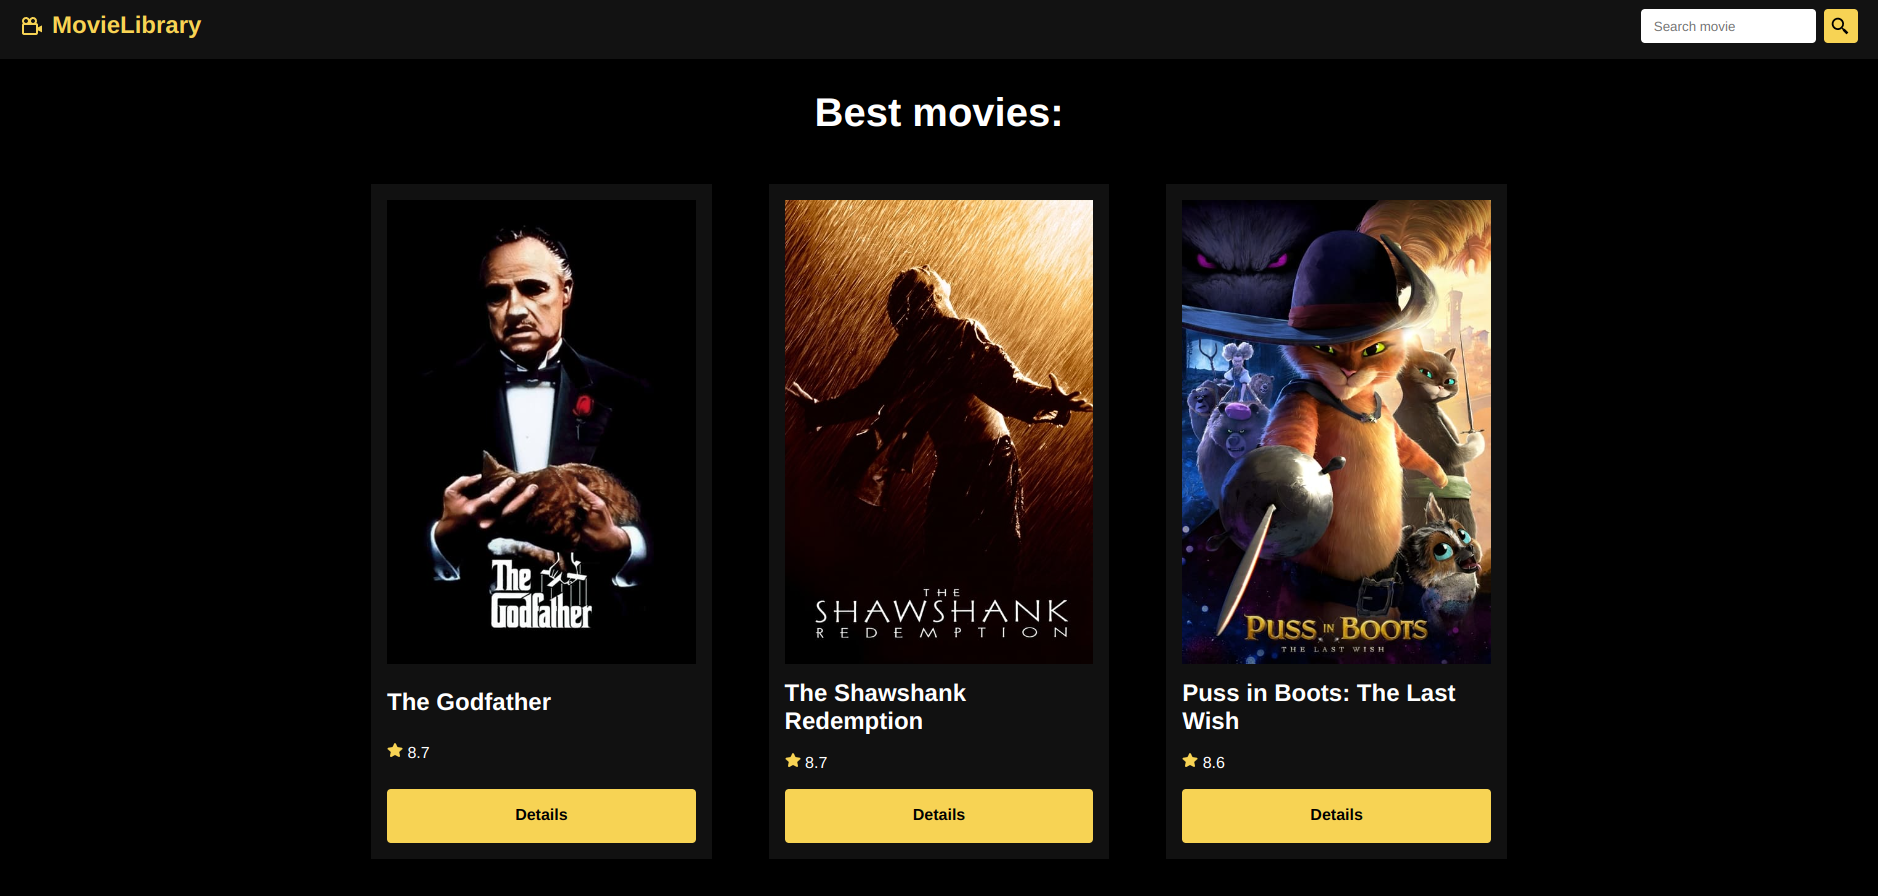 MovieLibrary
Search movie
Best movies:
The
Godfather
THE
SHAWSHANK
REDEMPTION
PUSS IN BOOTS
THE LAST WISH
The Godfather
8.7
Details
The Shawshank
Redemption
8.7
Details
Puss in Boots: The Last
Wish
8.6
Details